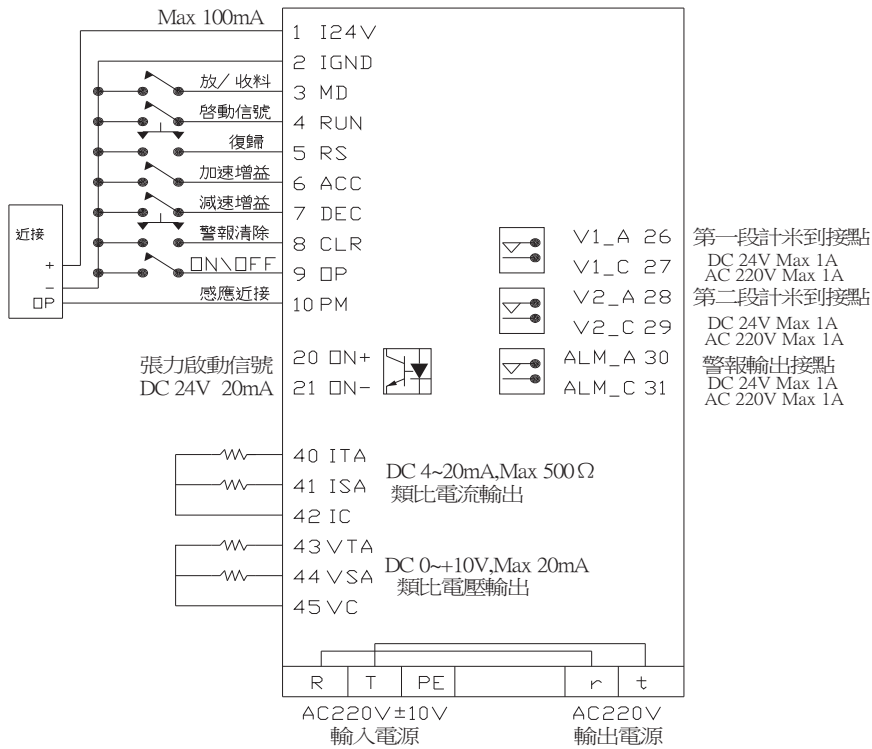 Max 100mA
1 I24V
2 IGND
放/收料
3 MD
啓動信號
4 RUN
復歸
5 RS
加速增益
6 ACC
減速增益
7 DEC
警報清除
8 CLR
ON\OFF
9 OP
感應近接
10 PM
近接
+
−
OP
V1_A 26
V1_C 27
第一段計米到接點
DC 24V Max 1A
AC 220V Max 1A
V2_A 28
V2_C 29
第二段計米到接點
DC 24V Max 1A
AC 220V Max 1A
張力啟動信號
DC 24V 20mA
20 ON+
21 ON-
ALM_A 30
ALM_C 31
警報輸出接點
DC 24V Max 1A
AC 220V Max 1A
40 ITA
41 ISA
42 IC
DC 4~20mA,Max 500Ω
類比電流輸出
43 VTA
44 VSA
45 VC
DC 0~+10V,Max 20mA
類比電壓輸出
R T PE r t
AC220V±10V
輸入電源
AC220V
輸出電源